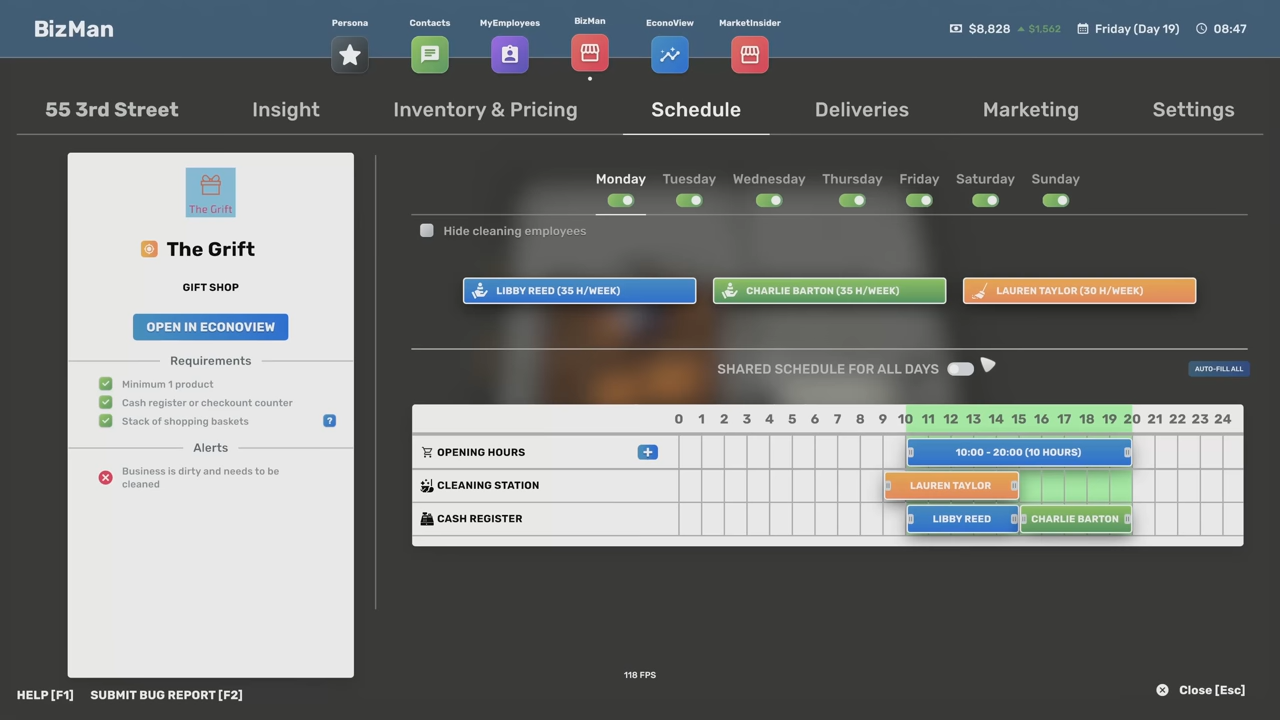 BizMan
Persona
Contacts
MyEmployees
BizMan
EconoView
MarketInsider
$8,828 $1,562
Friday (Day 19)
08:47
55 3rd Street
Insight
Inventory & Pricing
Schedule
Deliveries
Marketing
Settings
The Grift
The Grift
GIFT SHOP
OPEN IN ECONOVIEW
Requirements
Minimum 1 product
Cash register or checkount counter
Stack of shopping baskets
?
Alerts
Business is dirty and needs to be
cleaned
Monday Tuesday Wednesday Thursday Friday Saturday Sunday
Hide cleaning employees
LIBBY REED (35 H/WEEK)
CHARLIE BARTON (35 H/WEEK)
LAUREN TAYLOR (30 H/WEEK)
SHARED SCHEDULE FOR ALL DAYS
AUTO-FILL ALL
0 1 2 3 4 5 6 7 8 9 10 11 12 13 14 15 16 17 18 19 20 21 22 23 24
OPENING HOURS
10:00 - 20:00 (10 HOURS)
CLEANING STATION
LAUREN TAYLOR
CASH REGISTER
LIBBY REED
CHARLIE BARTON
118 FPS
HELP [F1]
SUBMIT BUG REPORT [F2]
Close [Esc]